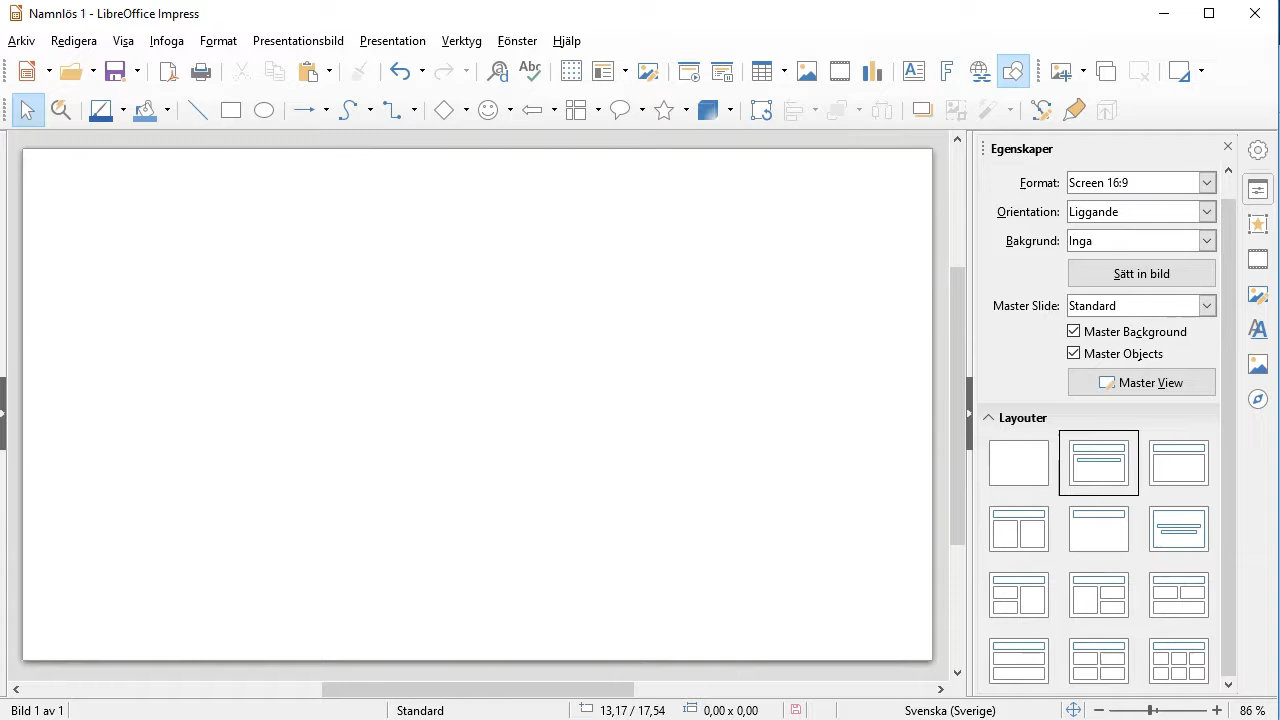 Namnlös 1 - LibreOffice Impress
Arkiv Redigera Visa Infoga Format Presentationsbild Presentation Verktyg Fönster Hjälp
Abc
Egenskaper
Format: Screen 16:9
Orientation: Liggande
Bakgrund: Inga
Sätt in bild
Master Slide: Standard
Master Background
Master Objects
Master View
Layouter
Bild 1 av 1 Standard 13,17 / 17,54 0,00 x 0,00 Svenska (Sverige) 86 %